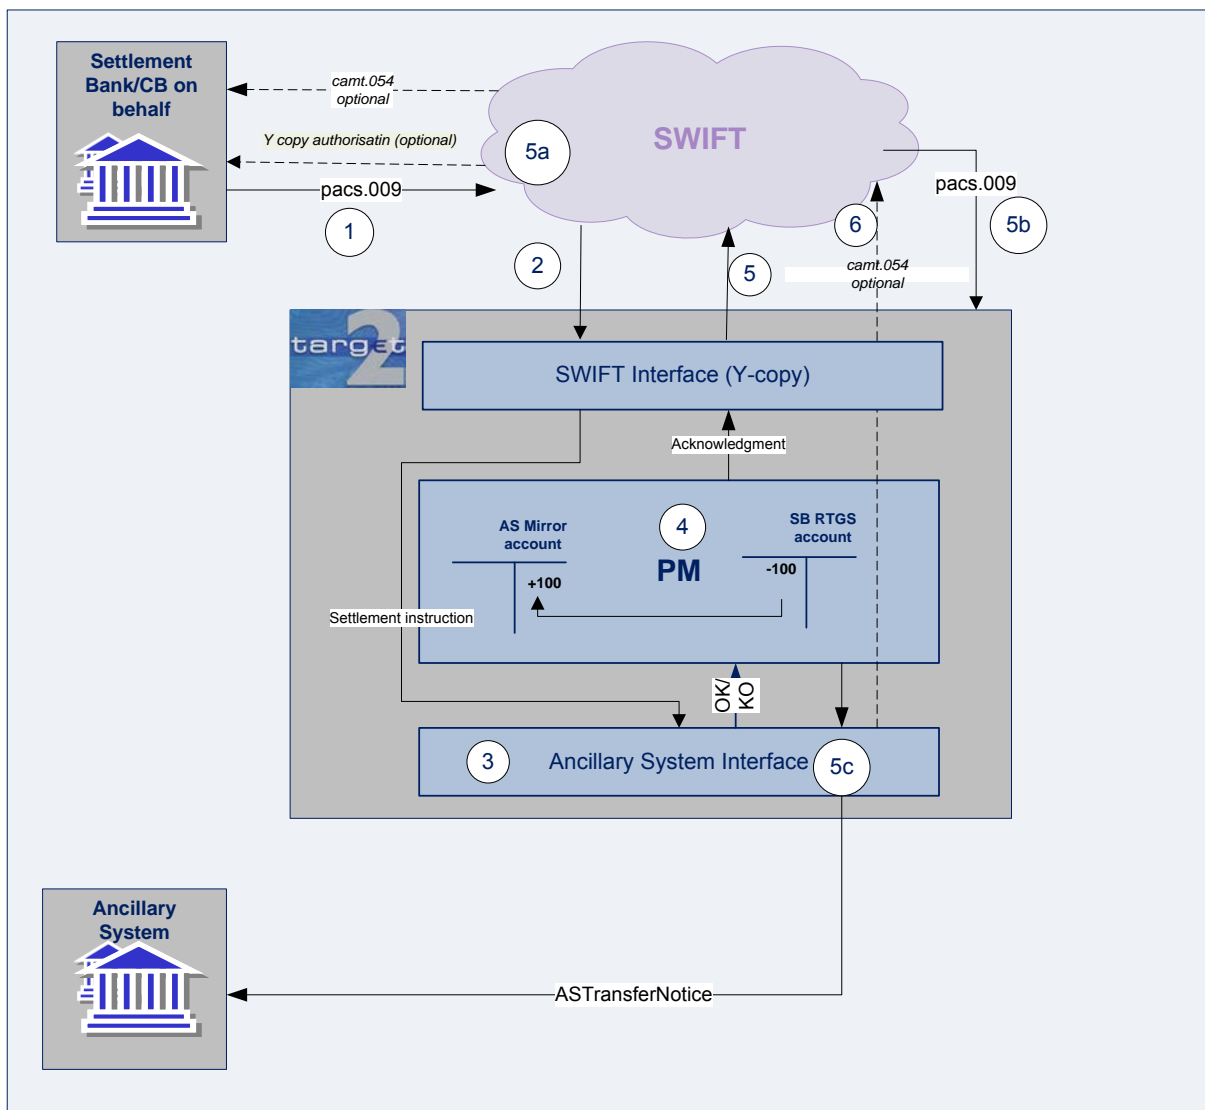 Settlement
Bank/CB on
behalf
camt.054
optional
Y copy authorisatin (optional)
pacs.009
1
5a
SWIFT
pacs.009
5b
6
camt.054
optional
2
5
target
2
SWIFT Interface (Y-copy)
Acknowledgment
AS Mirror
account
4
PM
SB RTGS
account
+100
-100
Settlement instruction
OK/
KO
3
Ancillary System Interface
5c
Ancillary
System
ASTransferNotice